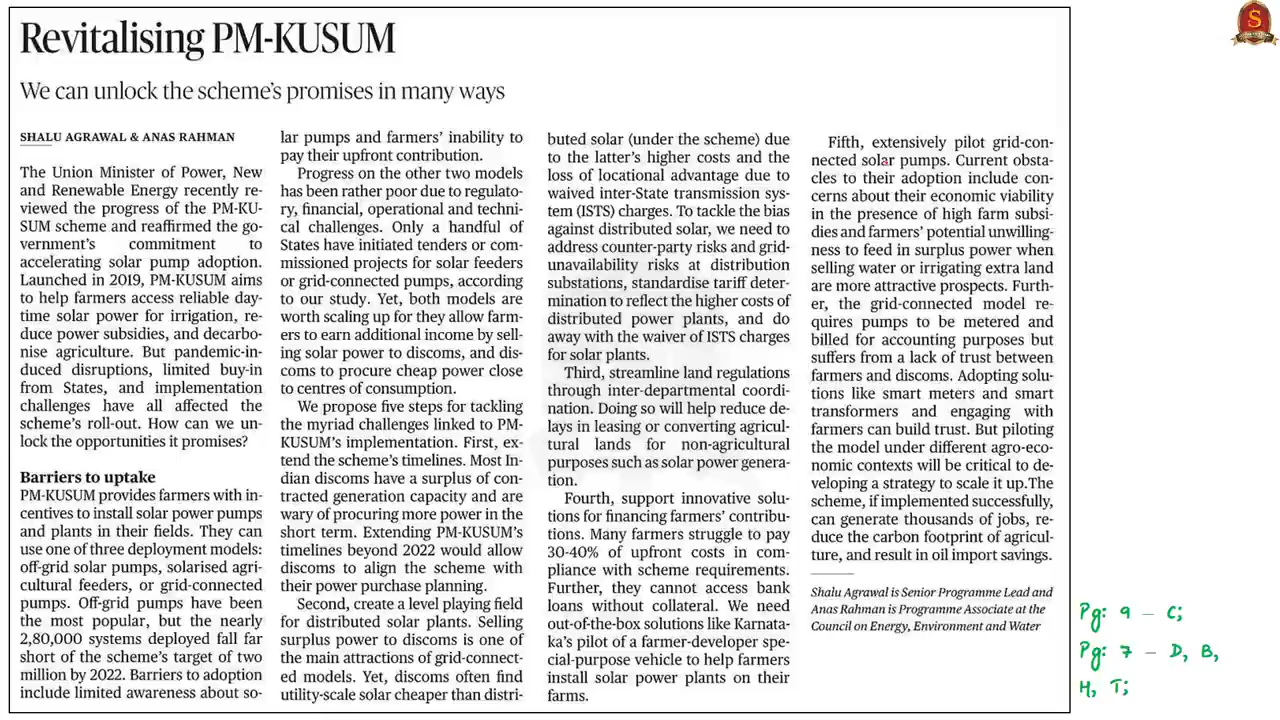 Revitalising PM-KUSUM
We can unlock the scheme's promises in many ways
SHALU AGRAWAL & ANAS RAHMAN
The Union Minister of Power, New
and Renewable Energy recently re-
viewed the progress of the PM-KU-
SUM scheme and reaffirmed the go-
vernment's commitment to
accelerating solar pump adoption.
Launched in 2019, PM-KUSUM aims
to help farmers access reliable day-
time solar power for irrigation, re-
duce power subsidies, and decarbo-
nise agriculture. But pandemic-in-
duced disruptions, limited buy-in
from States, and implementation
challenges have all affected the
scheme's roll-out. How can we un-
lock the opportunities it promises?
Barriers to uptake
PM-KUSUM provides farmers with in-
centives to install solar power pumps
and plants in their fields. They can
use one of three deployment models:
off-grid solar pumps, solarised agri-
cultural feeders, or grid-connected
pumps. Off-grid pumps have been
the most popular, but the nearly
2,80,000 systems deployed fall far
short of the scheme's target of two
million by 2022. Barriers to adoption
include limited awareness about so-
lar pumps and farmers' inability to
pay their upfront contribution.
Progress on the other two models
has been rather poor due to regulato-
ry, financial, operational and techni-
cal challenges. Only a handful of
States have initiated tenders or com-
missioned projects for solar feeders
or grid-connected pumps, according
to our study. Yet, both models are
worth scaling up for they allow farm-
ers to earn additional income by sell-
ing solar power to discoms, and dis-
coms to procure cheap power close
to centres of consumption.
We propose five steps for tackling
the myriad challenges linked to PM-
KUSUM's implementation. First, ex-
tend the scheme's timelines. Most In-
dian discoms have a surplus of con-
tracted generation capacity and are
wary of procuring more power in the
short term. Extending PM-KUSUM's
timelines beyond 2022 would allow
discoms to align the scheme with
their power purchase planning.
Second, create a level playing field
for distributed solar plants. Selling
surplus power to discoms is one of
the main attractions of grid-connect-
ed models. Yet, discoms often find
utility-scale solar cheaper than distri-
buted solar (under the scheme) due
to the latter's higher costs and the
loss of locational advantage due to
waived inter-State transmission sys-
tem (ISTS) charges. To tackle the bias
against distributed solar, we need to
address counter-party risks and grid-
unavailability risks at distribution
substations, standardise tariff deter-
mination to reflect the higher costs of
distributed power plants, and do
away with the waiver of ISTS charges
for solar plants.
Third, streamline land regulations
through inter-departmental coordi-
nation. Doing so will help reduce de-
lays in leasing or converting agricul-
tural lands for non-agricultural
purposes such as solar power genera-
tion.
Fourth, support innovative solu-
tions for financing farmers' contribu-
tions. Many farmers struggle to pay
30-40% of upfront costs in com-
pliance with scheme requirements.
Further, they cannot access bank
loans without collateral. We need
out-of-the-box solutions like Karnata-
ka's pilot of a farmer-developer spe-
cial-purpose vehicle to help farmers
install solar power plants on their
farms.
Fifth, extensively pilot grid-con-
nected solar pumps. Current obsta-
cles to their adoption include con-
cerns about their economic viability
in the presence of high farm subsi-
dies and farmers' potential unwilling-
ness to feed in surplus power when
selling water or irrigating extra land
are more attractive prospects. Furth-
er, the grid-connected model re-
quires pumps to be metered and
billed for accounting purposes but
suffers from a lack of trust between
farmers and discoms. Adopting solu-
tions like smart meters and smart
transformers and engaging with
farmers can build trust. But piloting
the model under different agro-eco-
nomic contexts will be critical to de-
veloping a strategy to scale it up.The
scheme, if implemented successfully,
can generate thousands of jobs, re-
duce the carbon footprint of agricul-
ture, and result in oil import savings.
Shalu Agrawal is Senior Programme Lead and
Anas Rahman is Programme Associate at the
Council on Energy, Environment and Water
Pg: 9 - C;
Pg: 7 - D, B,
H, T;
S